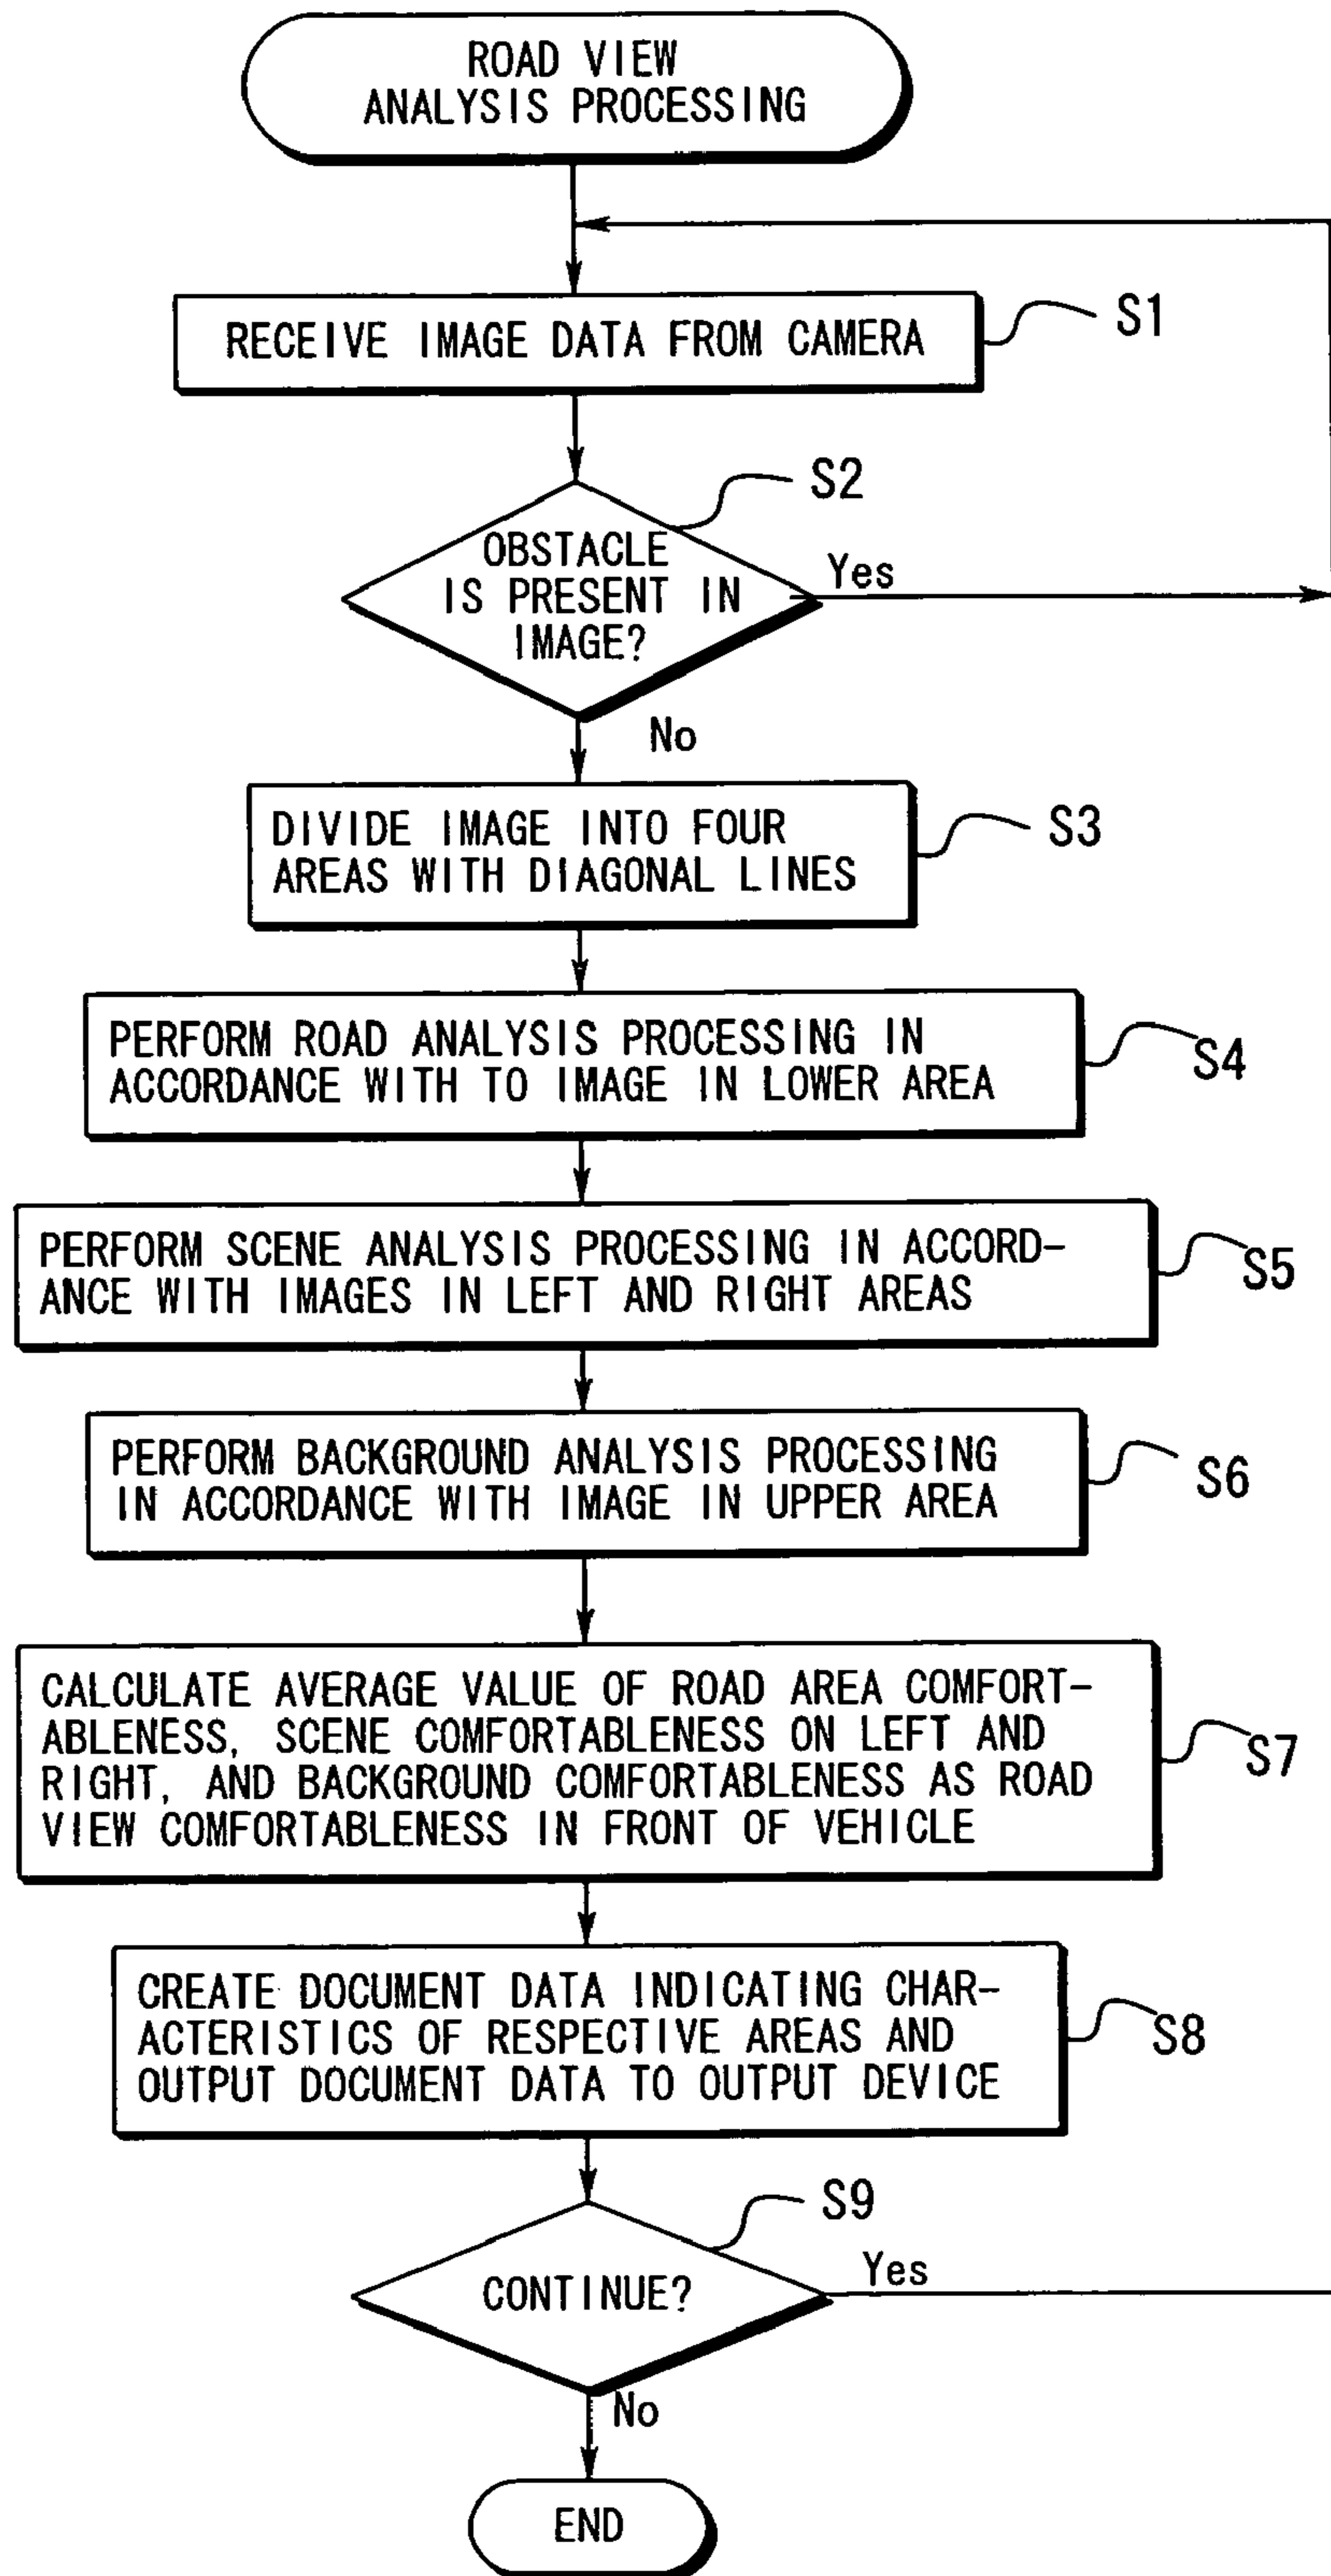 ROAD VIEW
ANALYSIS PROCESSING
RECEIVE IMAGE DATA FROM CAMERA
S1
S2
OBSTACLE
IS PRESENT IN
IMAGE?
Yes
No
DIVIDE IMAGE INTO FOUR
AREAS WITH DIAGONAL LINES
S3
PERFORM ROAD ANALYSIS PROCESSING IN
ACCORDANCE WITH TO IMAGE IN LOWER AREA
S4
PERFORM SCENE ANALYSIS PROCESSING IN ACCORD-
ANCE WITH IMAGES IN LEFT AND RIGHT AREAS
S5
PERFORM BACKGROUND ANALYSIS PROCESSING
IN ACCORDANCE WITH IMAGE IN UPPER AREA
S6
CALCULATE AVERAGE VALUE OF ROAD AREA COMFORT-
ABLENESS, SCENE COMFORTABLENESS ON LEFT AND
RIGHT, AND BACKGROUND COMFORTABLENESS AS ROAD
VIEW COMFORTABLENESS IN FRONT OF VEHICLE
S7
CREATE DOCUMENT DATA INDICATING CHAR-
ACTERISTICS OF RESPECTIVE AREAS AND
OUTPUT DOCUMENT DATA TO OUTPUT DEVICE
S8
S9
CONTINUE?
Yes
No
END